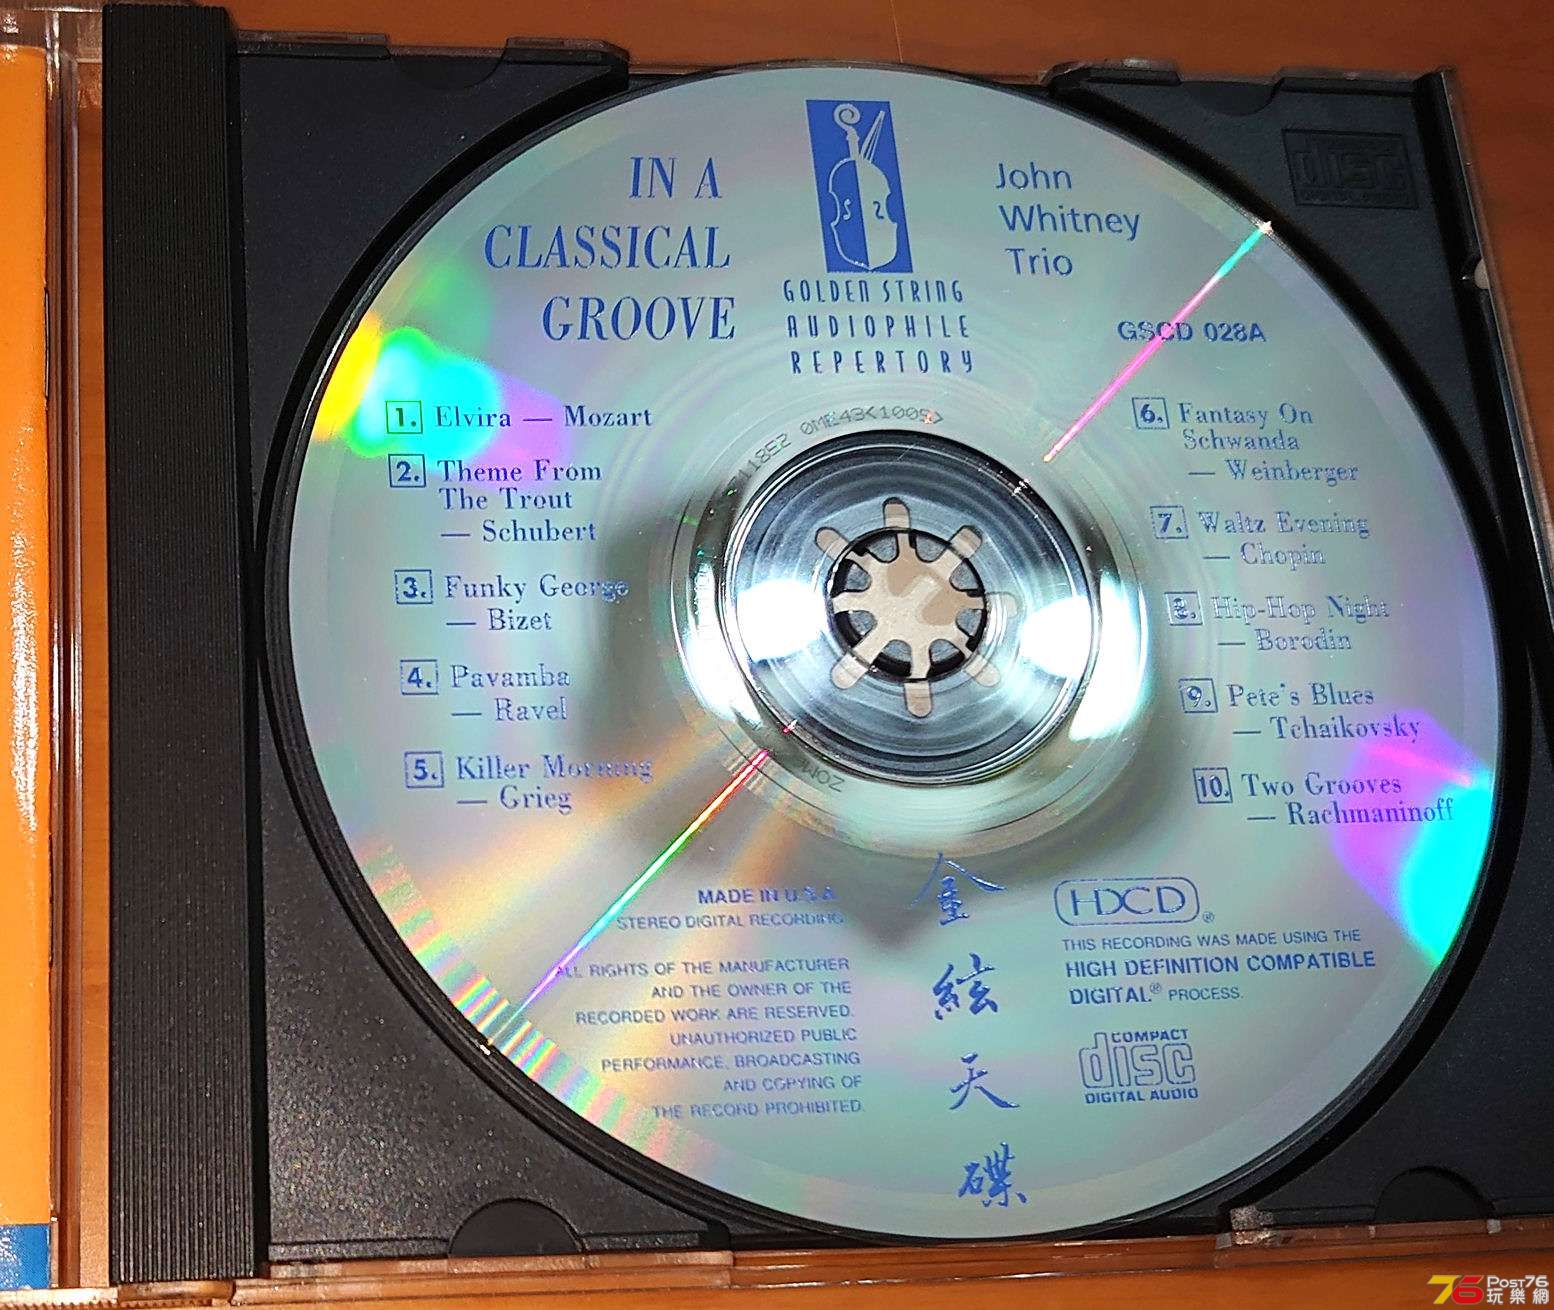 IN A
CLASSICAL
GROOVE
GOLDEN STRING
AUDIOPHILE
REPERTORY
John
Whitney
Trio
GSCD 028A
1. Elvira — Mozart
2. Theme From
The Trout
— Schubert
3. Funky George
— Bizet
4. Pavamba
— Ravel
5. Killer Morning
— Grieg
6. Fantasy On
Schwanda
— Weinberger
7. Waltz Evening
— Chopin
8. Hip-Hop Night
— Borodin
9. Pete's Blues
— Tchaikovsky
10. Two Grooves
— Rachmaninoff
MADE IN U.S.A.
STEREO DIGITAL RECORDING
ALL RIGHTS OF THE MANUFACTURER
AND THE OWNER OF THE
RECORDED WORK ARE RESERVED.
UNAUTHORIZED PUBLIC
PERFORMANCE, BROADCASTING
AND COPYING OF
THE RECORD PROHIBITED.
金
絃
天
碟
HDCD®
THIS RECORDING WAS MADE USING THE
HIGH DEFINITION COMPATIBLE
DIGITAL® PROCESS.
COMPACT
disc
DIGITAL AUDIO
disc
76 POST76
玩樂網